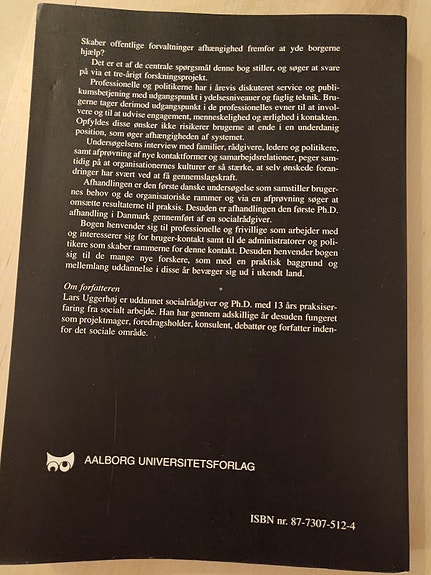 Skaber offentlige forvaltninger afhængighed fremfor at yde borgerne
hjælp?
Det er et af de centrale spørgsmål denne bog stiller, og søger at svare
på via et tre-årigt forskningsprojekt.
Professionelle og politikerne har i årevis diskuteret service og publi-
kumsbetjening med udgangspunkt i ydelsesniveauer og faglig teknik. Bru-
gerne tager derimod udgangspunkt i de professionelles evner til at invol-
vere og til at udvise engagement, menneskelighed og ærlighed i kontakten.
Opfyldes disse ønsker ikke risikerer brugerne at ende i en underdanig
position, som øger afhængigheden af systemet.
Undersøgelsens interview med familier, rådgivere, ledere og politikere,
samt afprøvning af nye kontaktformer og samarbejdsrelationer, peger sam-
tidig på at organisationernes kulturer er så stærke, at selv ønskede foran-
dringer har svært ved at få gennemslagskraft.
Afhandlingen er den første danske undersøgelse som samstiller bruger-
nes behov og de organisatoriske rammer og via en afprøvning søger at
omsætte resultaterne til praksis. Desuden er afhandlingen den første Ph.D.
afhandling i Danmark gennemført af en socialrådgiver.
Bogen henvender sig til professionelle og frivillige som arbejder med
og interesserer sig for bruger-kontakt samt til de administratorer og poli-
tikere som skaber rammerne for denne kontakt. Desuden henvender bogen
sig til de mange nye forskere, som med en praktisk baggrund og
mellemlang uddannelse i disse år bevæger sig ud i ukendt land.
Om forfatteren
Lars Uggerhøj er uddannet socialrådgiver og Ph.D. med 13 års praksiser-
faring fra socialt arbejde. Han har gennem adskillige år desuden fungeret
som projektmager, foredragsholder, konsulent, debattør og forfatter inden-
for det sociale område.
AALBORG UNIVERSITETSFORLAG
ISBN nr. 87-7307-512-4